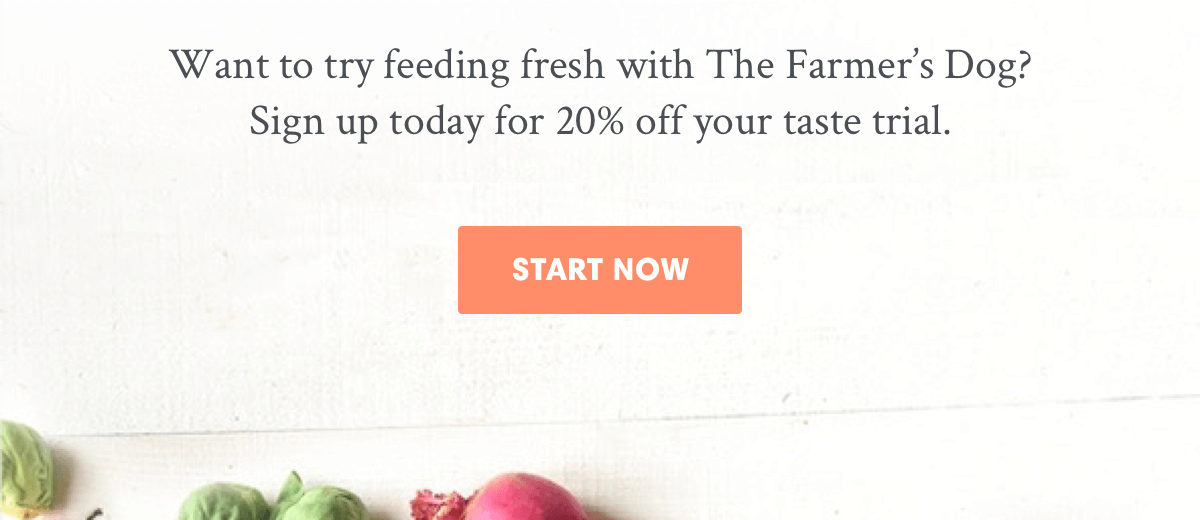 Want to try feeding fresh with The Farmer’s Dog?
Sign up today for 20% off your taste trial.
START NOW